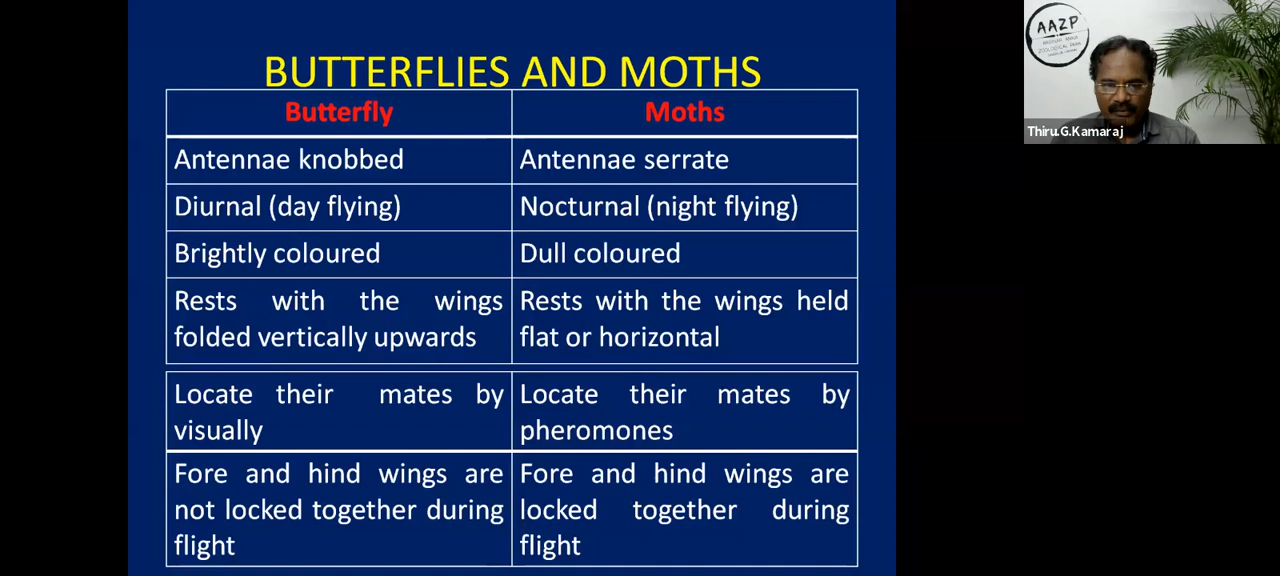 BUTTERFLIES AND MOTHS
Butterfly
Moths
Antennae knobbed
Antennae serrate
Diurnal (day flying)
Nocturnal (night flying)
Brightly coloured
Dull coloured
Rests with the wings
folded vertically upwards
Rests with the wings held
flat or horizontal
Locate their mates by
visually
Locate their mates by
pheromones
Fore and hind wings are
not locked together during
flight
Fore and hind wings are
locked together during
flight
AAZP
ZOOLOGICAL PARK
Thiru.G.Kamaraj